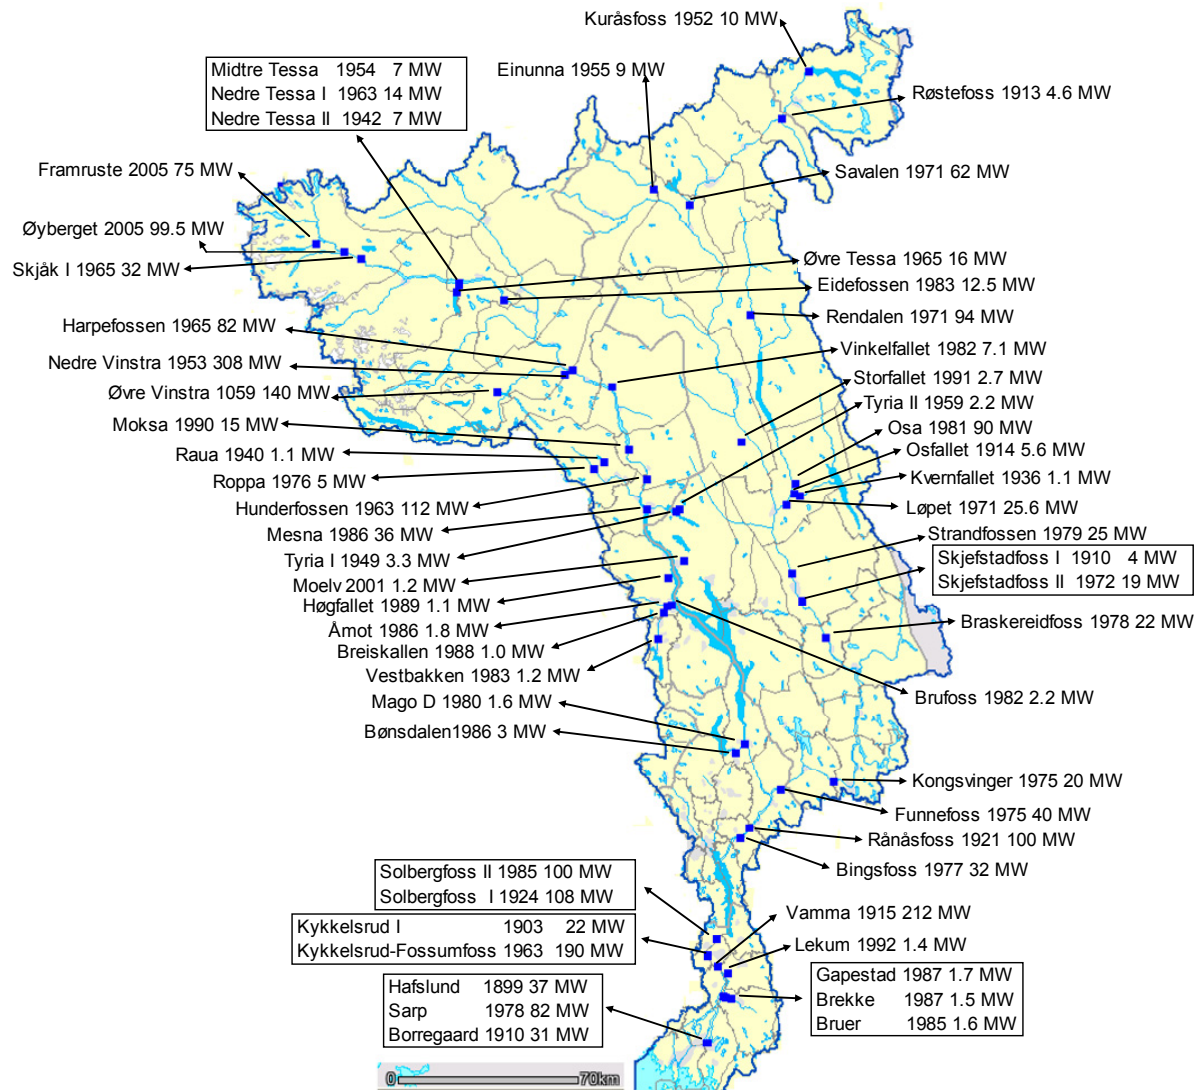 Kuråsfoss 1952 10 MW
Midtre Tessa 1954 7 MW
Nedre Tessa I 1963 14 MW
Nedre Tessa II 1942 7 MW
Einunna 1955 9 MW
Røstefoss 1913 4.6 MW
Framruste 2005 75 MW
Savalen 1971 62 MW
Øyberget 2005 99.5 MW
Skjåk I 1965 32 MW
Øvre Tessa 1965 16 MW
Eidefossen 1983 12.5 MW
Rendalen 1971 94 MW
Harpefossen 1965 82 MW
Nedre Vinstra 1953 308 MW
Øvre Vinstra 1059 140 MW
Vinkelfallet 1982 7.1 MW
Storfallet 1991 2.7 MW
Tyria II 1959 2.2 MW
Moksa 1990 15 MW
Osa 1981 90 MW
Raua 1940 1.1 MW
Osfallet 1914 5.6 MW
Roppa 1976 5 MW
Kvernfallet 1936 1.1 MW
Hunderfossen 1963 112 MW
Løpet 1971 25.6 MW
Mesna 1986 36 MW
Strandfossen 1979 25 MW
Tyria I 1949 3.3 MW
Skjefstadfoss I 1910 4 MW
Skjefstadfoss II 1972 19 MW
Moelv 2001 1.2 MW
Høgfallet 1989 1.1 MW
Åmot 1986 1.8 MW
Braskereidfoss 1978 22 MW
Breiskallen 1988 1.0 MW
Vestbakken 1983 1.2 MW
Mago D 1980 1.6 MW
Brufoss 1982 2.2 MW
Bønsdalen1986 3 MW
Kongsvinger 1975 20 MW
Funnefoss 1975 40 MW
Rånåsfoss 1921 100 MW
Bingsfoss 1977 32 MW
Solbergfoss II 1985 100 MW
Solbergfoss I 1924 108 MW
Vamma 1915 212 MW
Kykkelsrud I 1903 22 MW
Kykkelsrud-Fossumfoss 1963 190 MW
Lekum 1992 1.4 MW
Gapestad 1987 1.7 MW
Brekke 1987 1.5 MW
Bruer 1985 1.6 MW
Hafslund 1899 37 MW
Sarp 1978 82 MW
Borregaard 1910 31 MW
0 70km